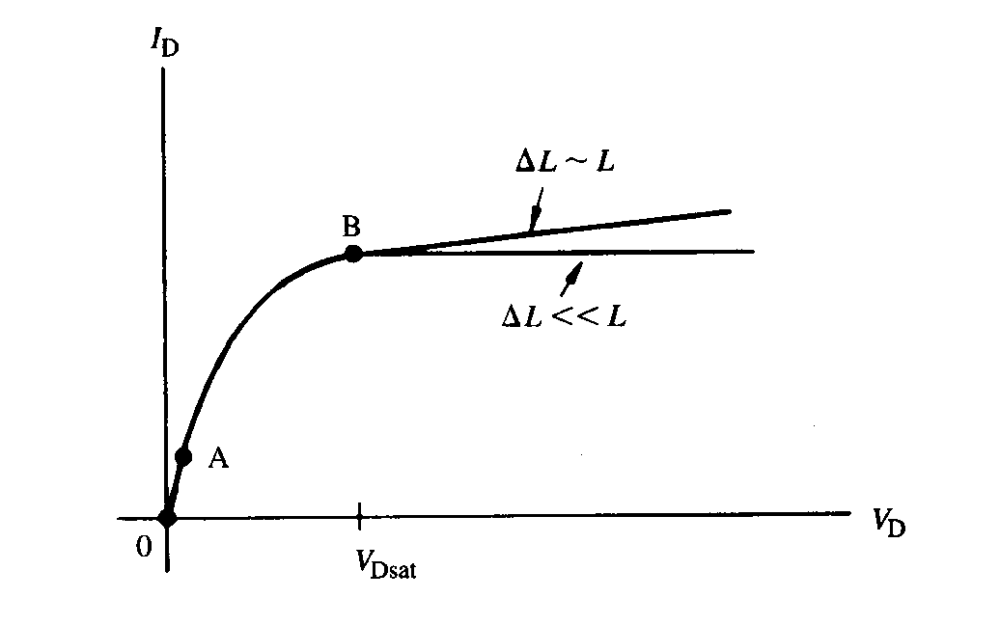 I_D
ΔL ~ L
B
ΔL << L
A
0
V_D
V_Dsat